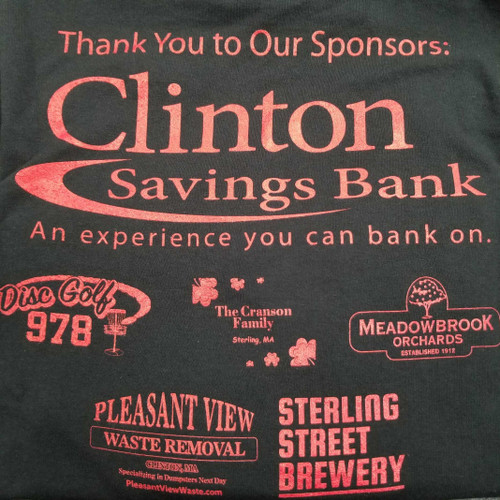 Thank You to Our Sponsors:
Clinton
Savings Bank
An experience you can bank on.
Disc Golf
978
The Cranson
Family
Sterling, MA
MEADOWBROOK
ORCHARDS
ESTABLISHED 1912
PLEASANT VIEW
WASTE REMOVAL
CLINTON, MA
Specializing in Dumpsters Next Day
PleasantViewWaste.com
STERLING
STREET
BREWERY